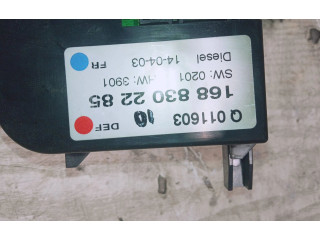 Q 011603 10 DEF
168 830 22 85
SW: 0201 HW: 3901
Diesel 14-04-03 FR